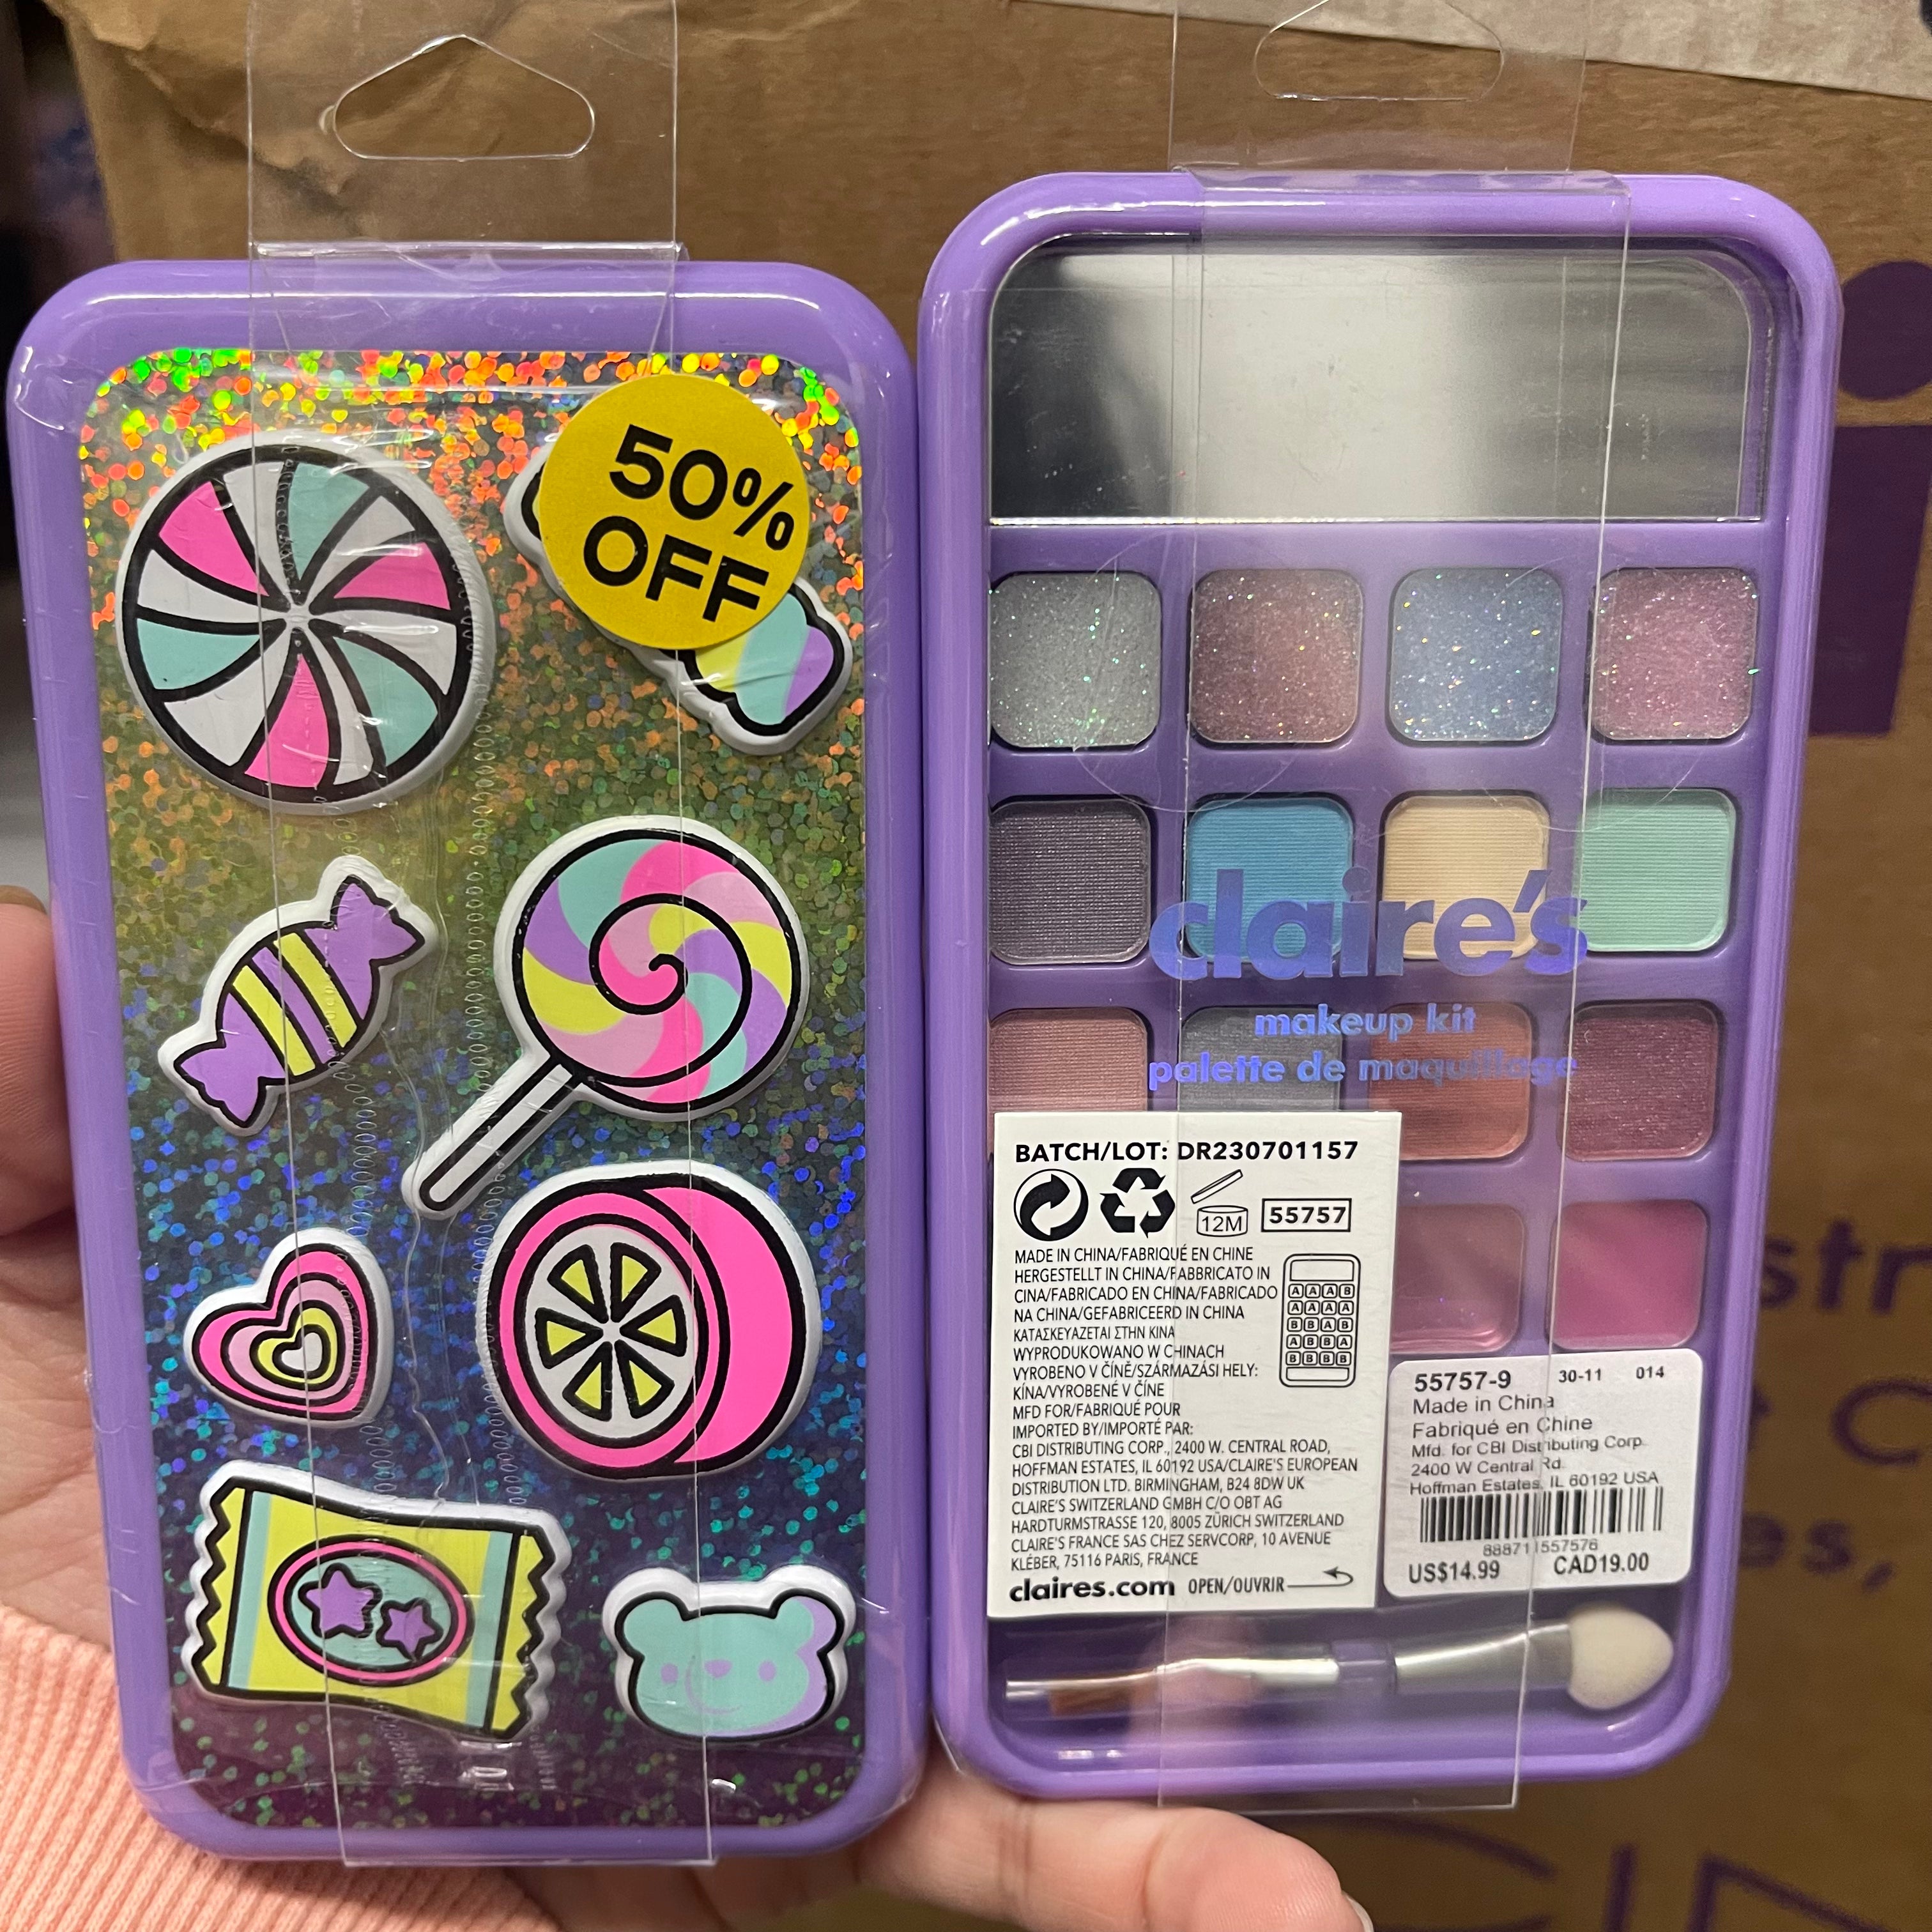 50%
OFF
claire's
makeup kit
palette de maquillage
BATCH/LOT: DR230701157
12M
55757
MADE IN CHINA/FABRIQUÉ EN CHINE
HERGESTELLT IN CHINA/FABBRICATO IN
CINA/FABRICADO EN CHINA/FABRICADO
NA CHINA/GEFABRICEERD IN CHINA
ΚΑΤΑΣΚΕΥΑΖΕΤΑΙ ΣΤΗΝ ΚΙΝΑ
WYPRODUKOWANO W CHINACH
VYROBENO V ČÍNĚ/SZÁRMAZÁSI HELY:
KÍNA/VYROBENÉ V ČÍNE
MFD FOR/FABRIQUÉ POUR
IMPORTED BY/IMPORTÉ PAR:
CBI DISTRIBUTING CORP., 2400 W. CENTRAL ROAD,
HOFFMAN ESTATES, IL 60192 USA/CLAIRE'S EUROPEAN
DISTRIBUTION LTD. BIRMINGHAM, B24 8DW UK
CLAIRE'S SWITZERLAND GMBH C/O OBT AG
HARDTURMSTRASSE 120, 8005 ZÜRICH SWITZERLAND
CLAIRE'S FRANCE SAS CHEZ SERVCORP, 10 AVENUE
KLÉBER, 75116 PARIS, FRANCE
claires.com OPEN/OUVRIR
A A A B
A A A A
B B A B
A B B A
B B B B
55757-9 30-11 014
Made in China
Fabriqué en Chine
Mfd. for CBI Distributing Corp.
2400 W Central Rd.
Hoffman Estates, IL 60192 USA
888711557576
US$14.99 CAD19.00